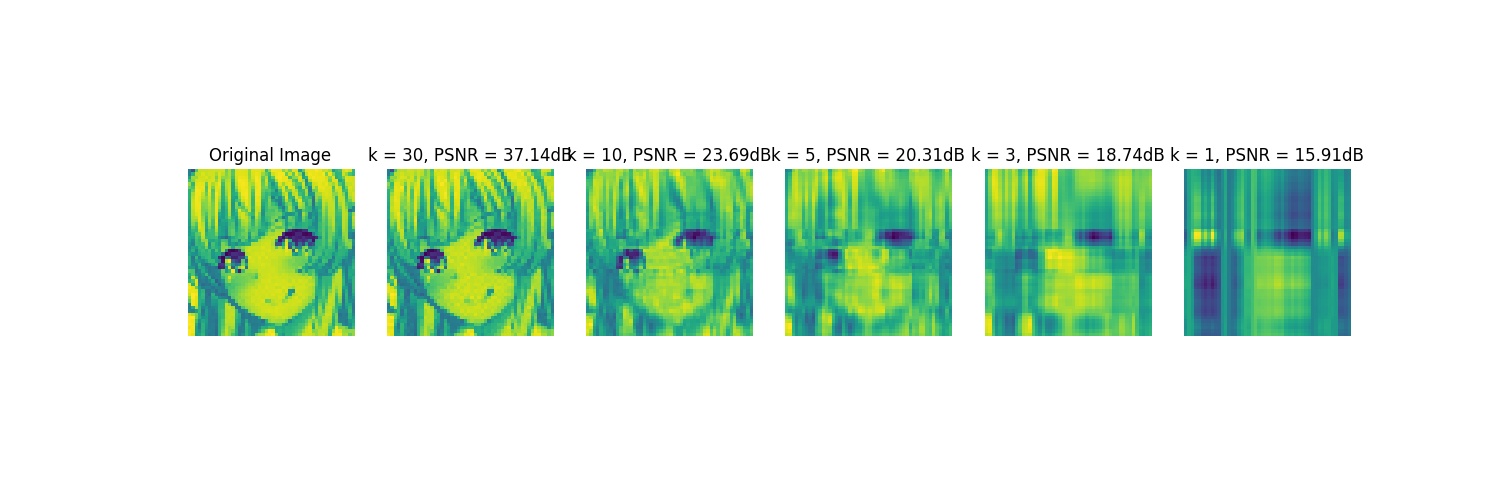 Original Image
k = 30, PSNR = 37.14dB
k = 10, PSNR = 23.69dB
k = 5, PSNR = 20.31dB
k = 3, PSNR = 18.74dB
k = 1, PSNR = 15.91dB